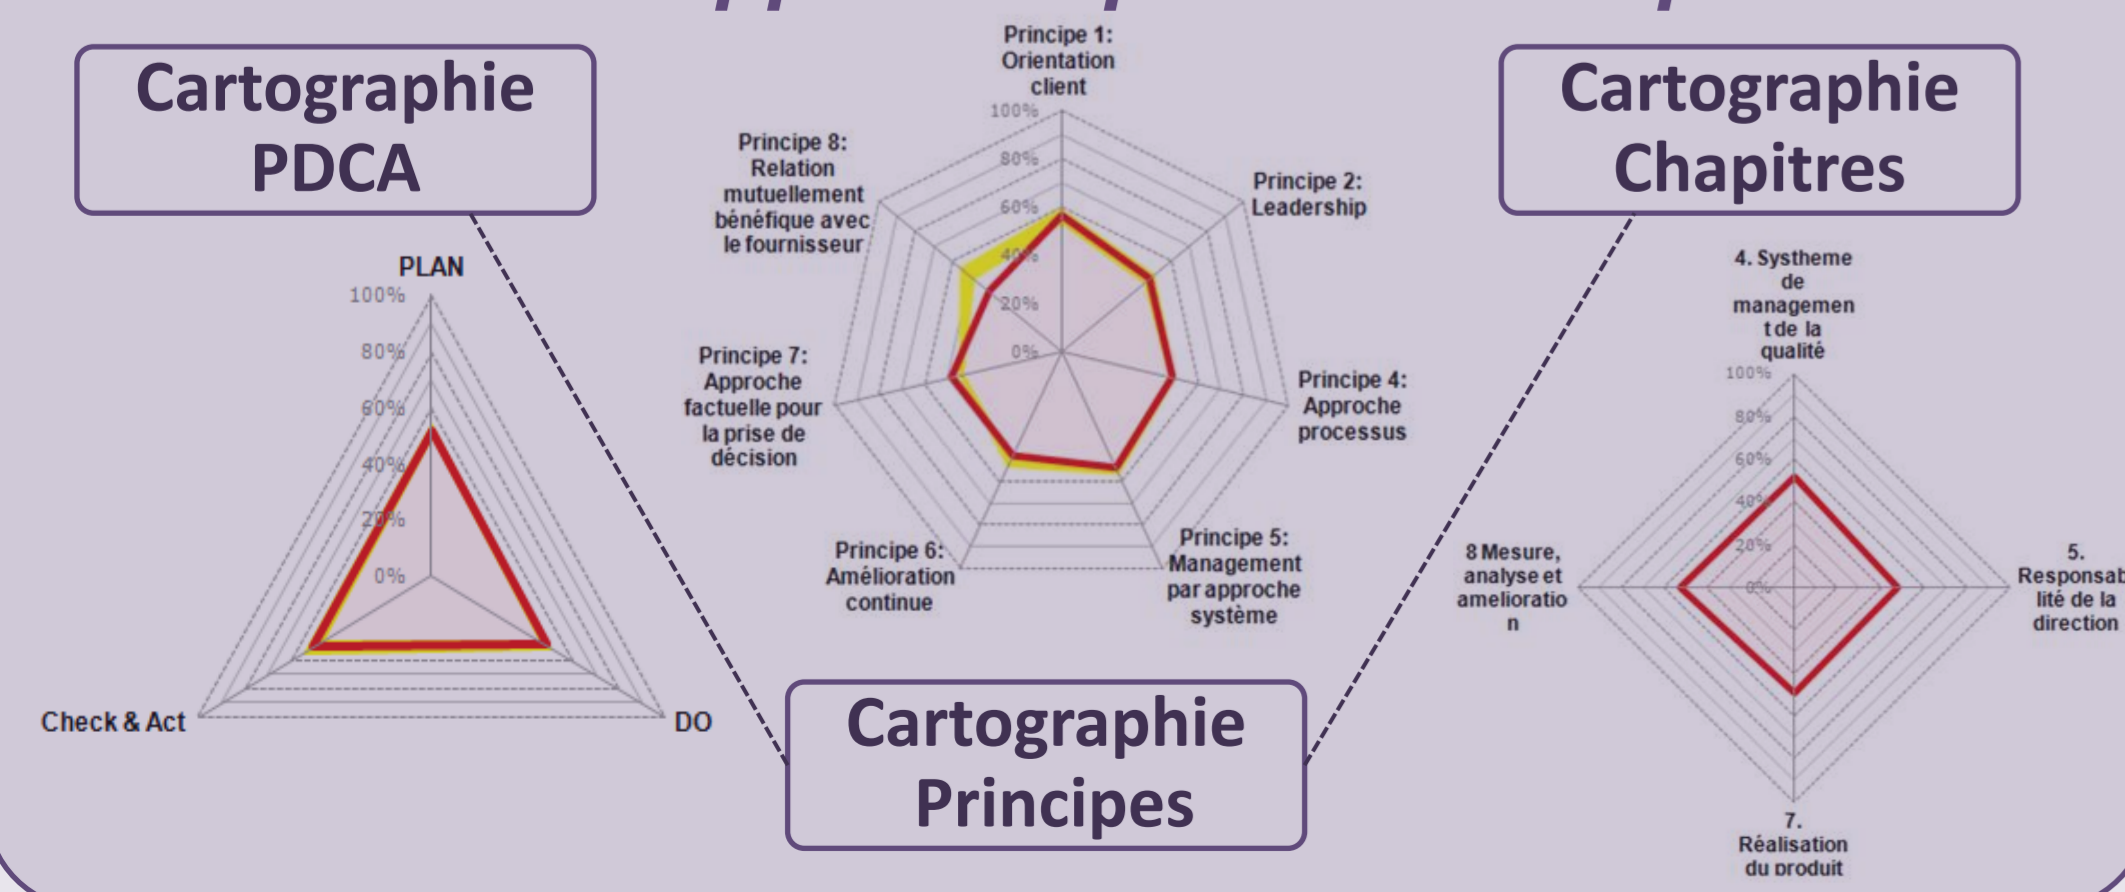 Cartographie
PDCA
PLAN
100%
80%
60%
40%
20%
0%
Check & Act
DO
Principe 1:
Orientation
client
100%
80%
60%
40%
20%
0%
Principe 2:
Leadership
Principe 4:
Approche
processus
Principe 5:
Management
par approche
système
Principe 6:
Amélioration
continue
Principe 7:
Approche
factuelle pour
la prise de
décision
Principe 8:
Relation
mutuellement
bénéfique avec
le fournisseur
Cartographie
Principes
Cartographie
Chapitres
4. Systheme
de
managemen
t de la
qualité
100%
80%
60%
40%
20%
0%
5.
Responsab
lité de la
direction
7.
Réalisation
du produit
8 Mesure,
analyse et
amelioratio
n